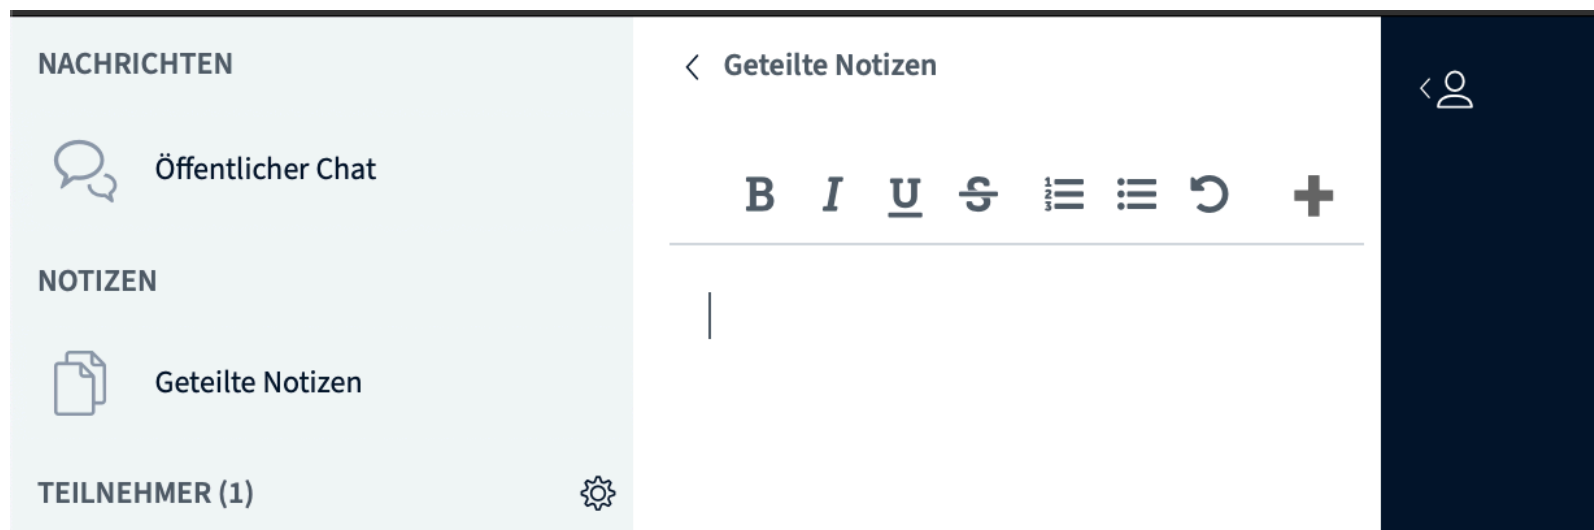 NACHRICHTEN
Öffentlicher Chat
NOTIZEN
Geteilte Notizen
TEILNEHMER (1)
Geteilte Notizen
B I U S